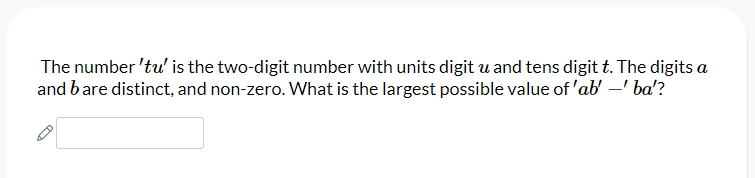 The number 'tu' is the two-digit number with units digit u and tens digit t. The digits a
and b are distinct, and non-zero. What is the largest possible value of 'ab' −' ba'?